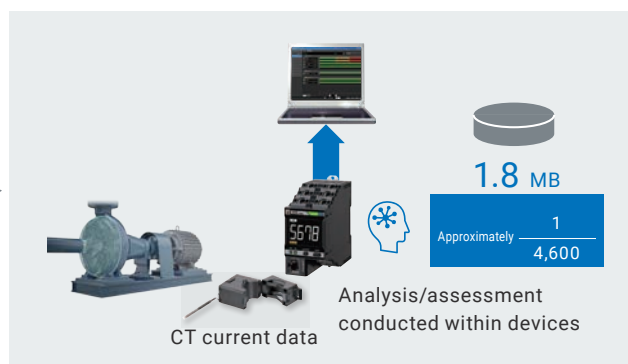 1.8 MB
Approximately 1
4,600
5678
Analysis/assessment
conducted within devices
CT current data